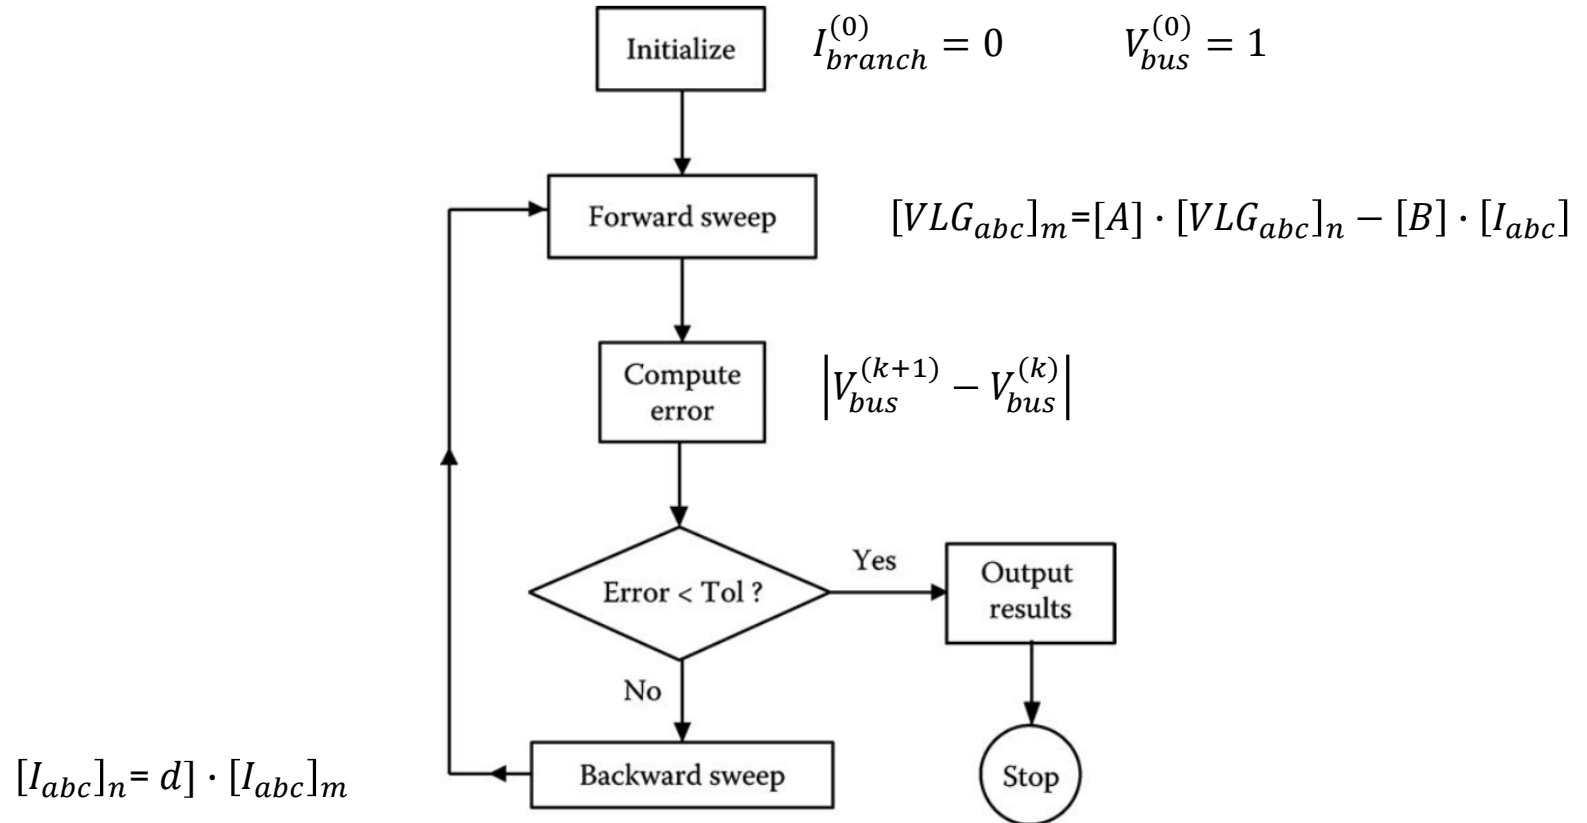 Initialize
I_{branch}^{(0)} = 0
V_{bus}^{(0)} = 1
Forward sweep
[VLG_{abc}]_m=[A] · [VLG_{abc}]_n − [B] · [I_{abc}]
Compute
error
|V_{bus}^{(k+1)} − V_{bus}^{(k)}|
Error < Tol ?
Yes
Output
results
No
Stop
Backward sweep
[I_{abc}]_n= d] · [I_{abc}]_m